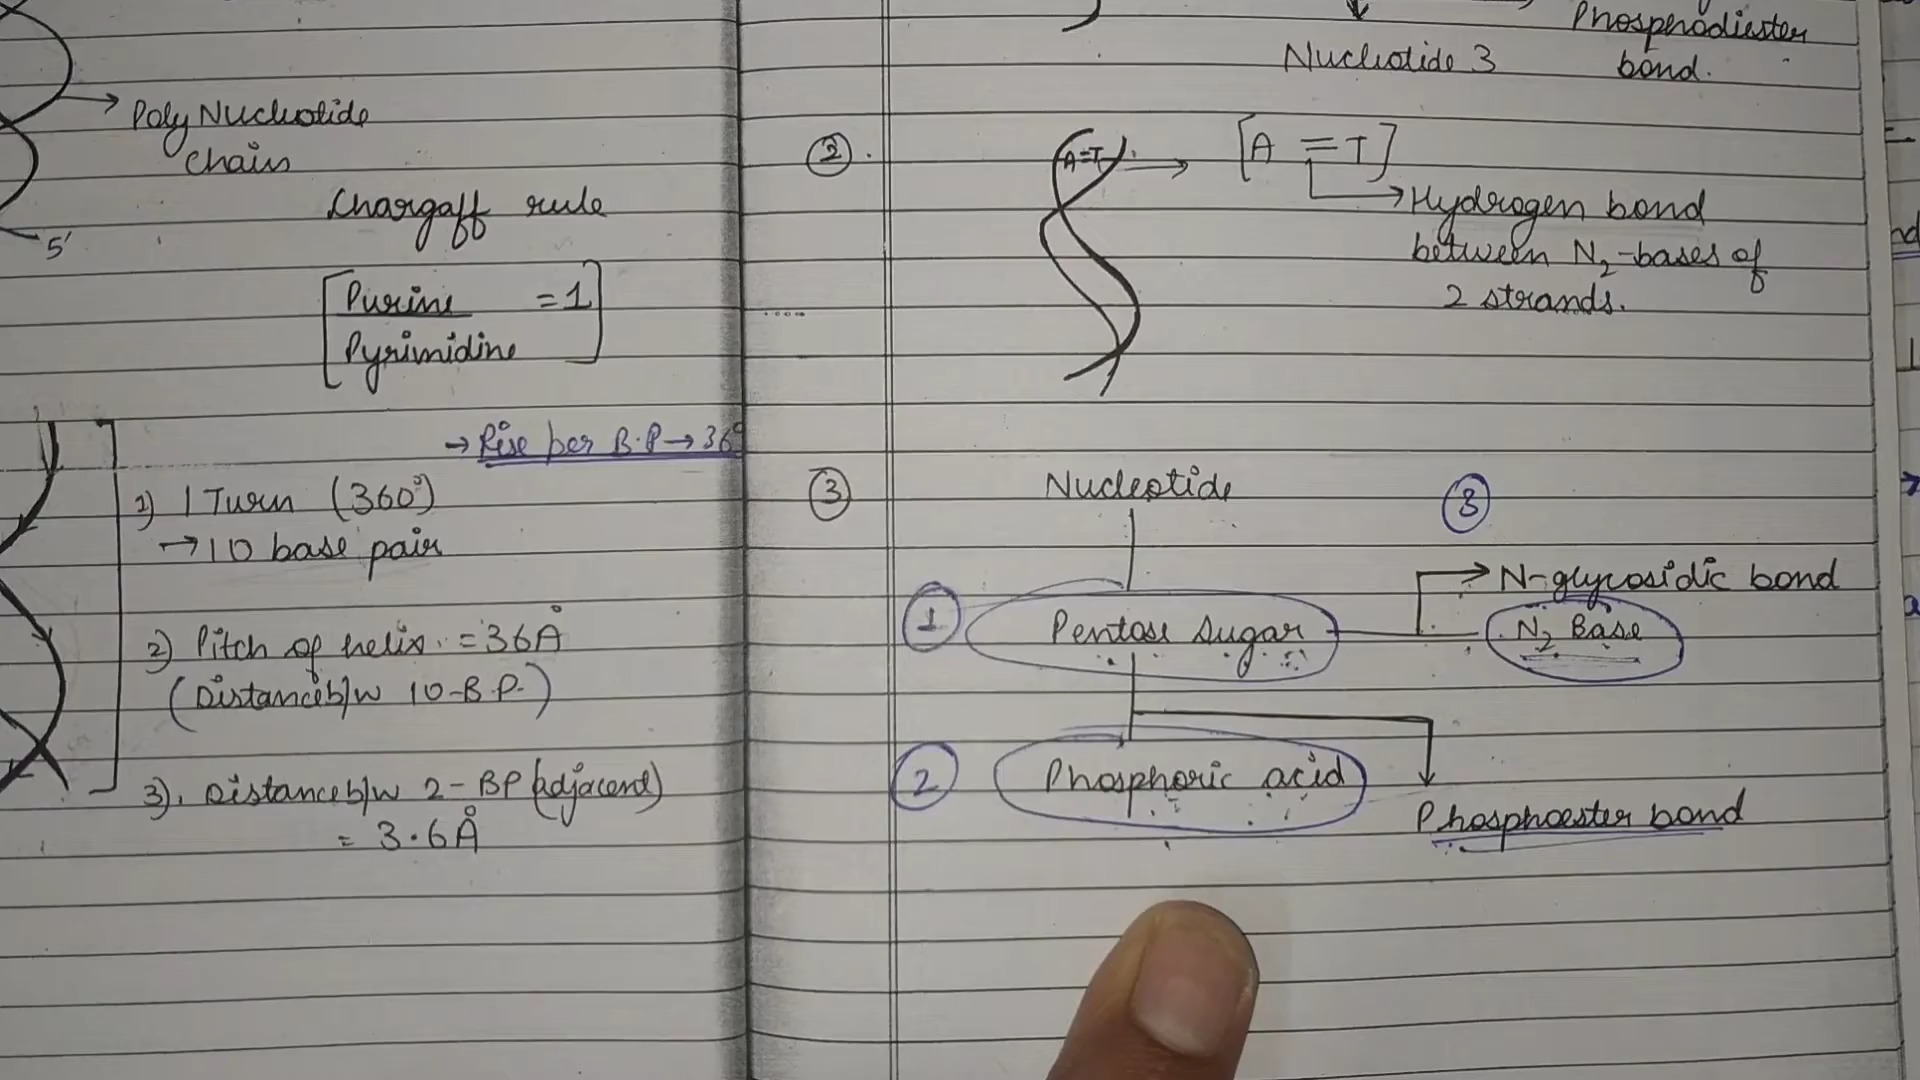 Poly Nucleotide
Chain
5'
Chargaff rule
Purine = 1
Pyrimidine
→ Rise per B.P → 36°
1) 1 Turn (360°)
→ 10 base pair
2) Pitch of helix = 36Å
(Distance b/w 10-B.P.)
3). Distance b/w 2-BP (adjacent)
= 3.6Å
Phosphodiester
Nucleotide 3
bond.
②.
A=T
[A = T]
Hydrogen bond
between N₂-bases of
2 strands.
③
Nucleotide
③
N-glycosidic bond
① Pentose sugar
N₂ Base
② Phosphoric acid
Phosphoester bond